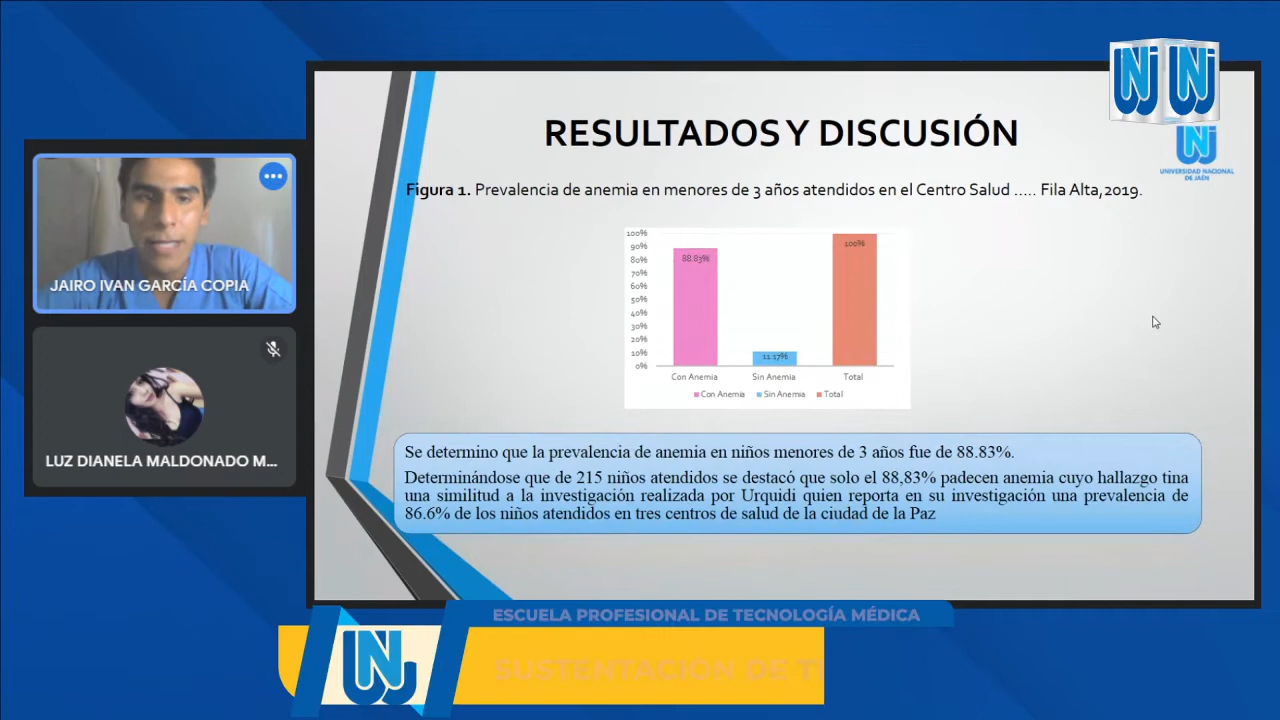 RESULTADOS Y DISCUSIÓN
UNIVERSIDAD NACIONAL
DE JAÉN
Figura 1. Prevalencia de anemia en menores de 3 años atendidos en el Centro Salud ..... Fila Alta,2019.
100%
90%
80%
70%
60%
50%
40%
30%
20%
10%
0%
88.83%
11.17%
100%
Con Anemia Sin Anemia Total
Con Anemia Sin Anemia Total
JAIRO IVAN GARCÍA COPIA
LUZ DIANELA MALDONADO M...
Se determino que la prevalencia de anemia en niños menores de 3 años fue de 88.83%.
Determinándose que de 215 niños atendidos se destacó que solo el 88,83% padecen anemia cuyo hallazgo tina
una similitud a la investigación realizada por Urquidi quien reporta en su investigación una prevalencia de
86.6% de los niños atendidos en tres centros de salud de la ciudad de la Paz
ESCUELA PROFESIONAL DE TECNOLOGÍA MÉDICA
SUSTENTACIÓN DE